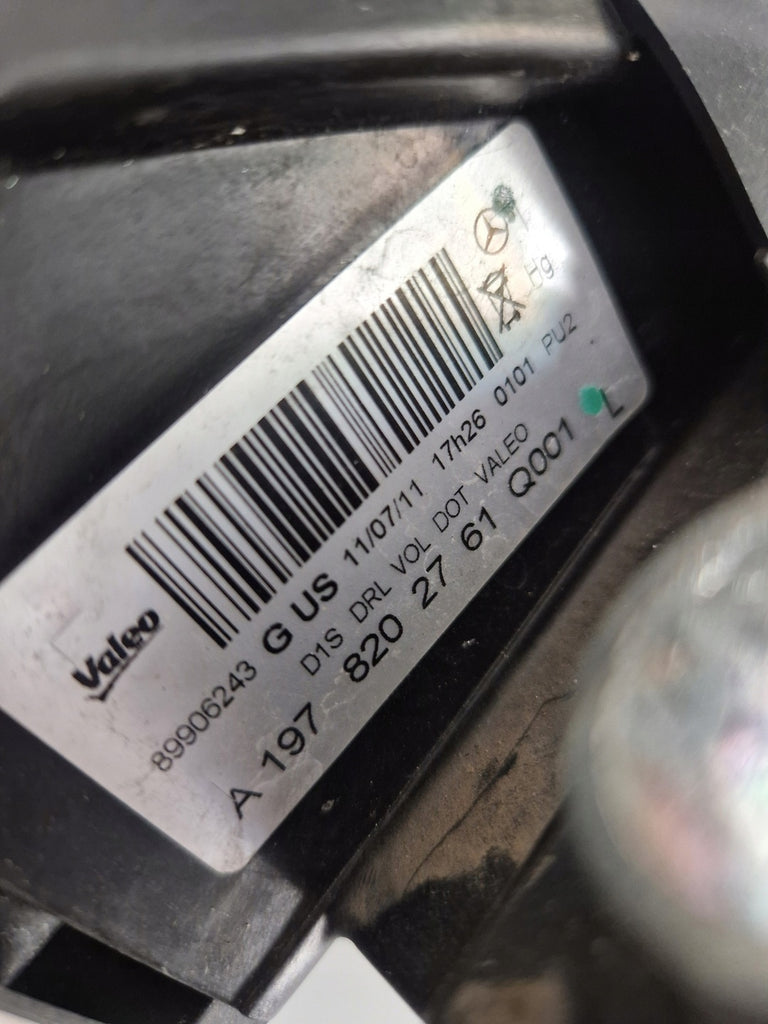 Valeo
Hg
89906243 G US 11/07/11 17h26 0101 PU2
D1S DRL VOL DOT VALEO
A 197 820 27 61 Q001 L